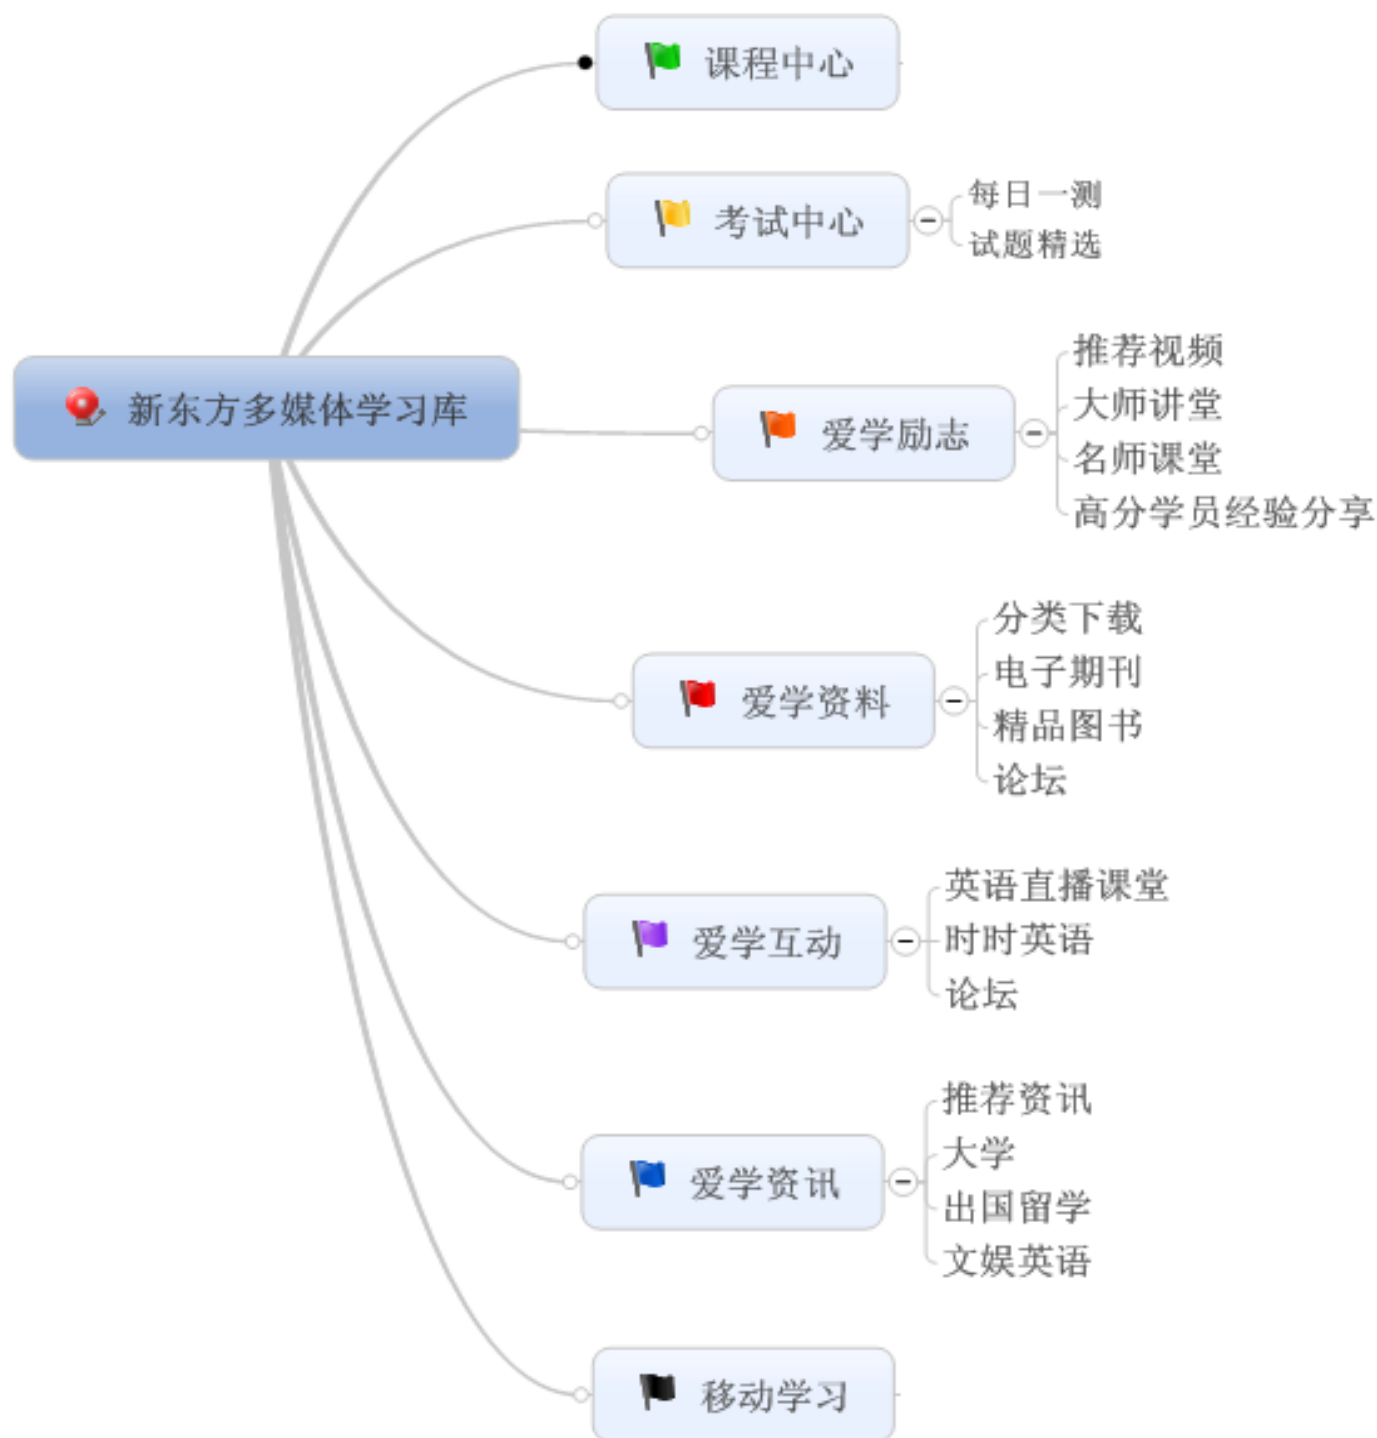 新东方多媒体学习库
课程中心
考试中心
每日一测
试题精选
爱学励志
推荐视频
大师讲堂
名师课堂
高分学员经验分享
爱学资料
分类下载
电子期刊
精品图书
论坛
爱学互动
英语直播课堂
时时英语
论坛
爱学资讯
推荐资讯
大学
出国留学
文娱英语
移动学习